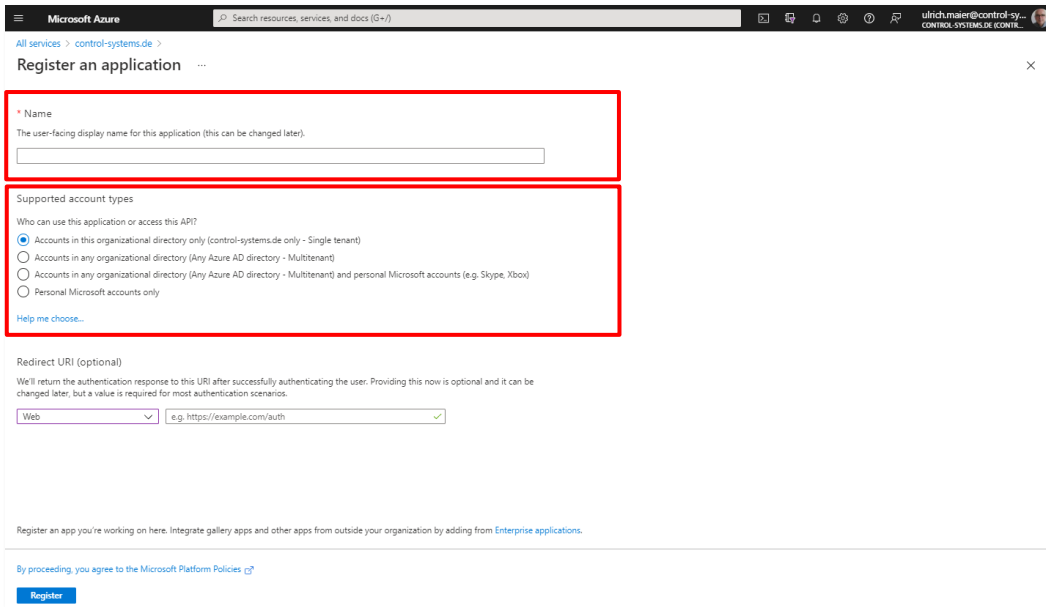 Microsoft Azure
Search resources, services, and docs (G+/)
ulrich.maier@control-sy...
CONTROL-SYSTEMS.DE (CONTR...
All services > control-systems.de >
Register an application ...
* Name
The user-facing display name for this application (this can be changed later).
Supported account types
Who can use this application or access this API?
Accounts in this organizational directory only (control-systems.de only - Single tenant)
Accounts in any organizational directory (Any Azure AD directory - Multitenant)
Accounts in any organizational directory (Any Azure AD directory - Multitenant) and personal Microsoft accounts (e.g. Skype, Xbox)
Personal Microsoft accounts only
Help me choose...
Redirect URI (optional)
We'll return the authentication response to this URI after successfully authenticating the user. Providing this now is optional and it can be
changed later, but a value is required for most authentication scenarios.
Web
e.g. https://example.com/auth
Register an app you're working on here. Integrate gallery apps and other apps from outside your organization by adding from Enterprise applications.
By proceeding, you agree to the Microsoft Platform Policies
Register